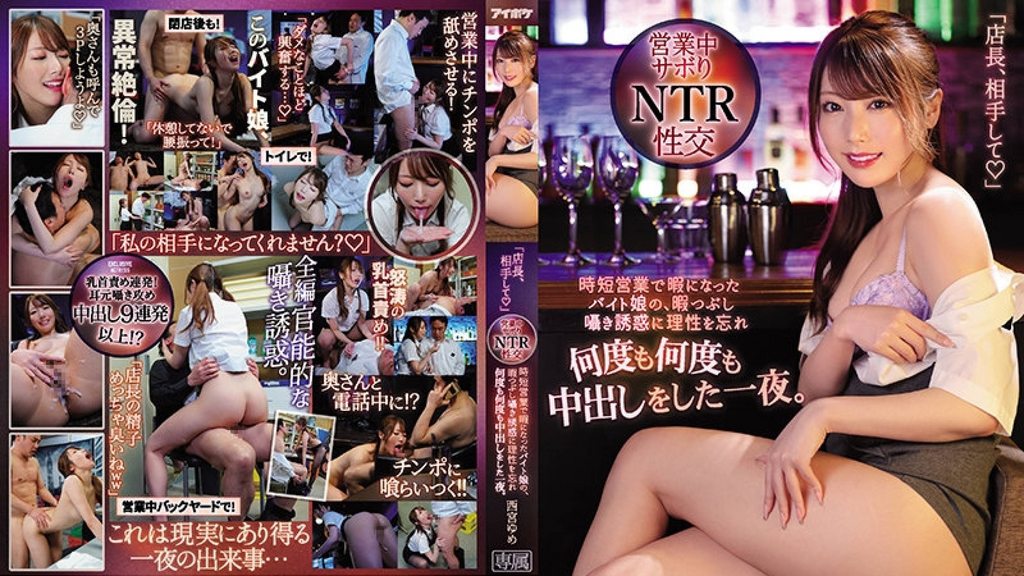 アイポケ
「奥さんも呼んで
3Pしようよ♡」
異常絶倫！
閉店後も！
「休憩してないで
腰振って！」
このバイト娘、
「ダメなことほど
興奮する…♡」
トイレで！
営業中にチンポを
舐めさせる！
「私の相手になってくれません？♡」
乳首責め連発！
耳元囁き攻め
中出し9連発
以上!?
「店長の精子
めっちゃ臭いねww」
全編官能的な
囁き誘惑。
怒涛の
乳首責め!!
奥さんと
電話中に!?
チンポに
喰らいつく!!
営業中バックヤードで！
これは現実にあり得る
一夜の出来事…
「店長、
相手して♡」
NTR
性交
時短営業で暇になったバイト娘の、
暇つぶし囁き誘惑に理性を忘れ
何度も何度も中出しをした一夜。
西宮ゆめ
専属
営業中
サボり
NTR
性交
「店長、相手して♡」
時短営業で暇になった
バイト娘の、暇つぶし
囁き誘惑に理性を忘れ
何度も何度も
中出しをした一夜。